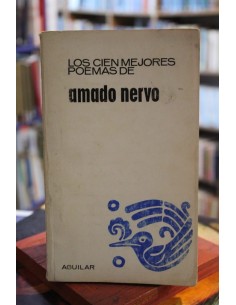 LOS CIEN MEJORES
POEMAS DE
amado nervo
AGUILAR